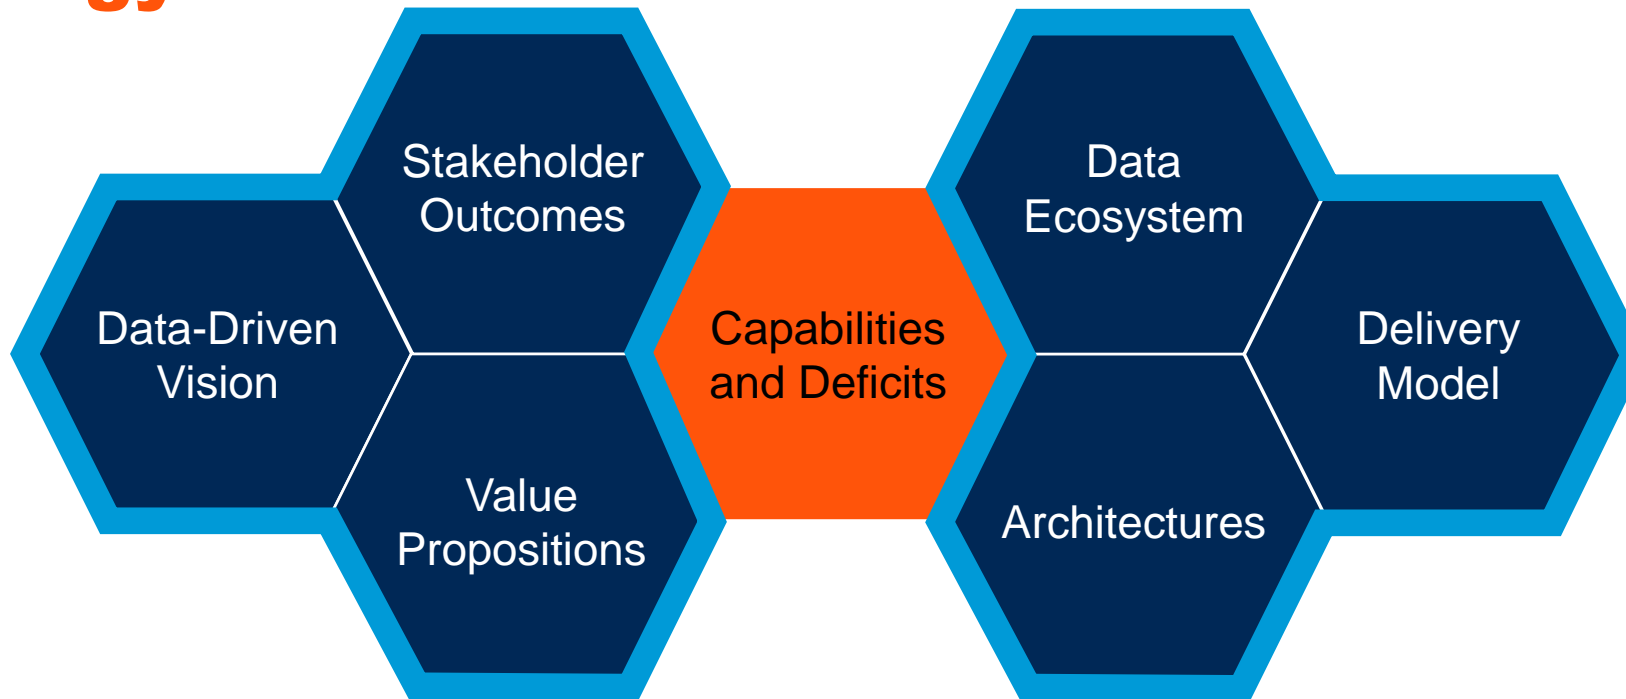 Stakeholder
Outcomes
Data
Ecosystem
Data-Driven
Vision
Capabilities
and Deficits
Delivery
Model
Value
Propositions
Architectures